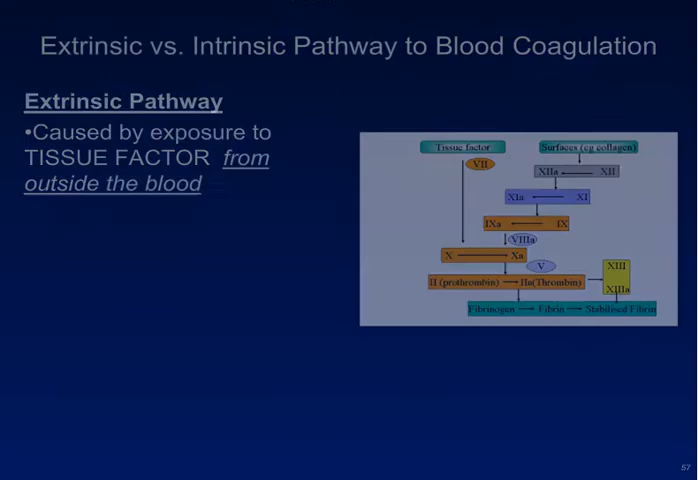 Extrinsic vs. Intrinsic Pathway to Blood Coagulation
Extrinsic Pathway
•Caused by exposure to
TISSUE FACTOR from
outside the blood
Tissue factor
Surfaces (eg collagen)
VII
XIIa
XII
XIa
XI
IXa
IX
VIIIa
X
Xa
V
XIII
II (prothrombin)
IIa(Thrombin)
XIIIa
Fibrinogen
Fibrin
Stabilised Fibrin
57